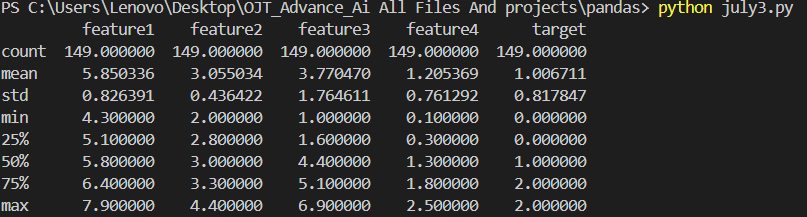 PS C:\Users\Lenovo\Desktop\OJT_Advance_Ai All Files And projects\pandas> python july3.py
feature1 feature2 feature3 feature4 target
count 149.000000 149.000000 149.000000 149.000000 149.000000
mean 5.850336 3.055034 3.770470 1.205369 1.006711
std 0.826391 0.436422 1.764611 0.761292 0.817847
min 4.300000 2.000000 1.000000 0.100000 0.000000
25% 5.100000 2.800000 1.600000 0.300000 0.000000
50% 5.800000 3.000000 4.400000 1.300000 1.000000
75% 6.400000 3.300000 5.100000 1.800000 2.000000
max 7.900000 4.400000 6.900000 2.500000 2.000000